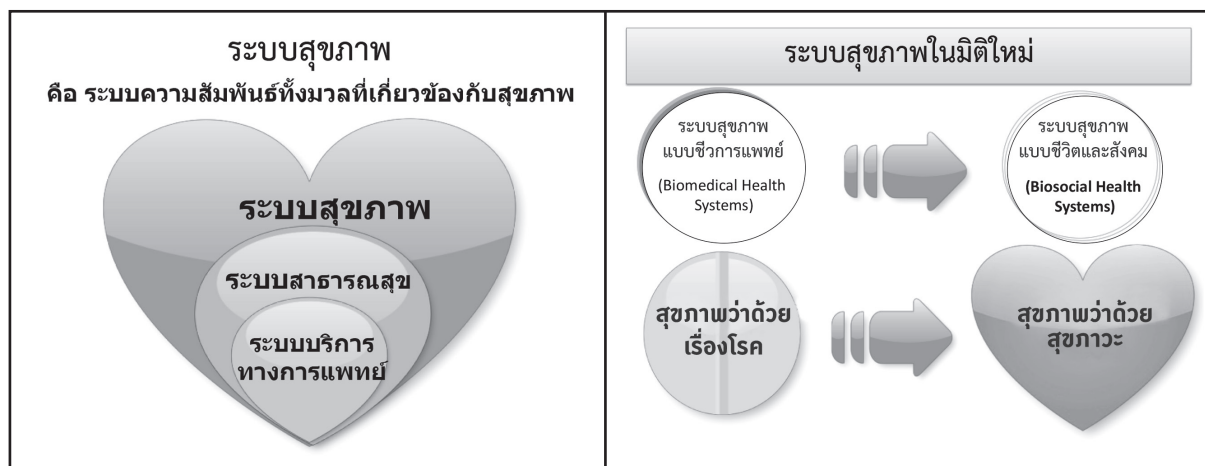 ระบบสุขภาพ
คือ ระบบความสัมพันธ์ทั้งมวลที่เกี่ยวข้องกับสุขภาพ
ระบบสุขภาพ
ระบบสาธารณสุข
ระบบบริการ
ทางการแพทย์
ระบบสุขภาพในมิติใหม่
ระบบสุขภาพ
แบบชีวการแพทย์
(Biomedical Health
Systems)
ระบบสุขภาพ
แบบชีวิตและสังคม
(Biosocial Health
Systems)
สุขภาพว่าด้วย
เรื่องโรค
สุขภาพว่าด้วย
สุขภาวะ